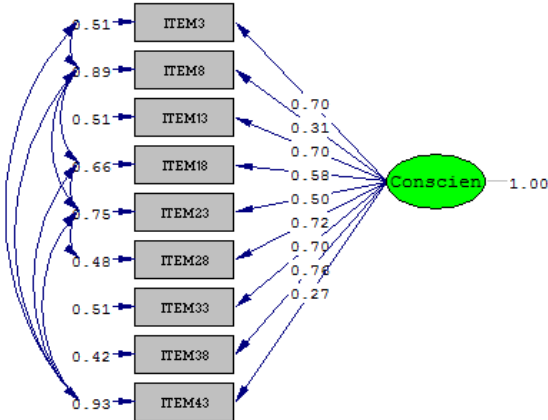 0.51 ITEM3
0.89 ITEM8
0.70
0.31
0.51 ITEM13
0.70
0.66 ITEM18
0.58
Conscien 1.00
0.50
0.75 ITEM23
0.72
0.70
0.48 ITEM28
0.76
0.27
0.51 ITEM33
0.42 ITEM38
0.93 ITEM43